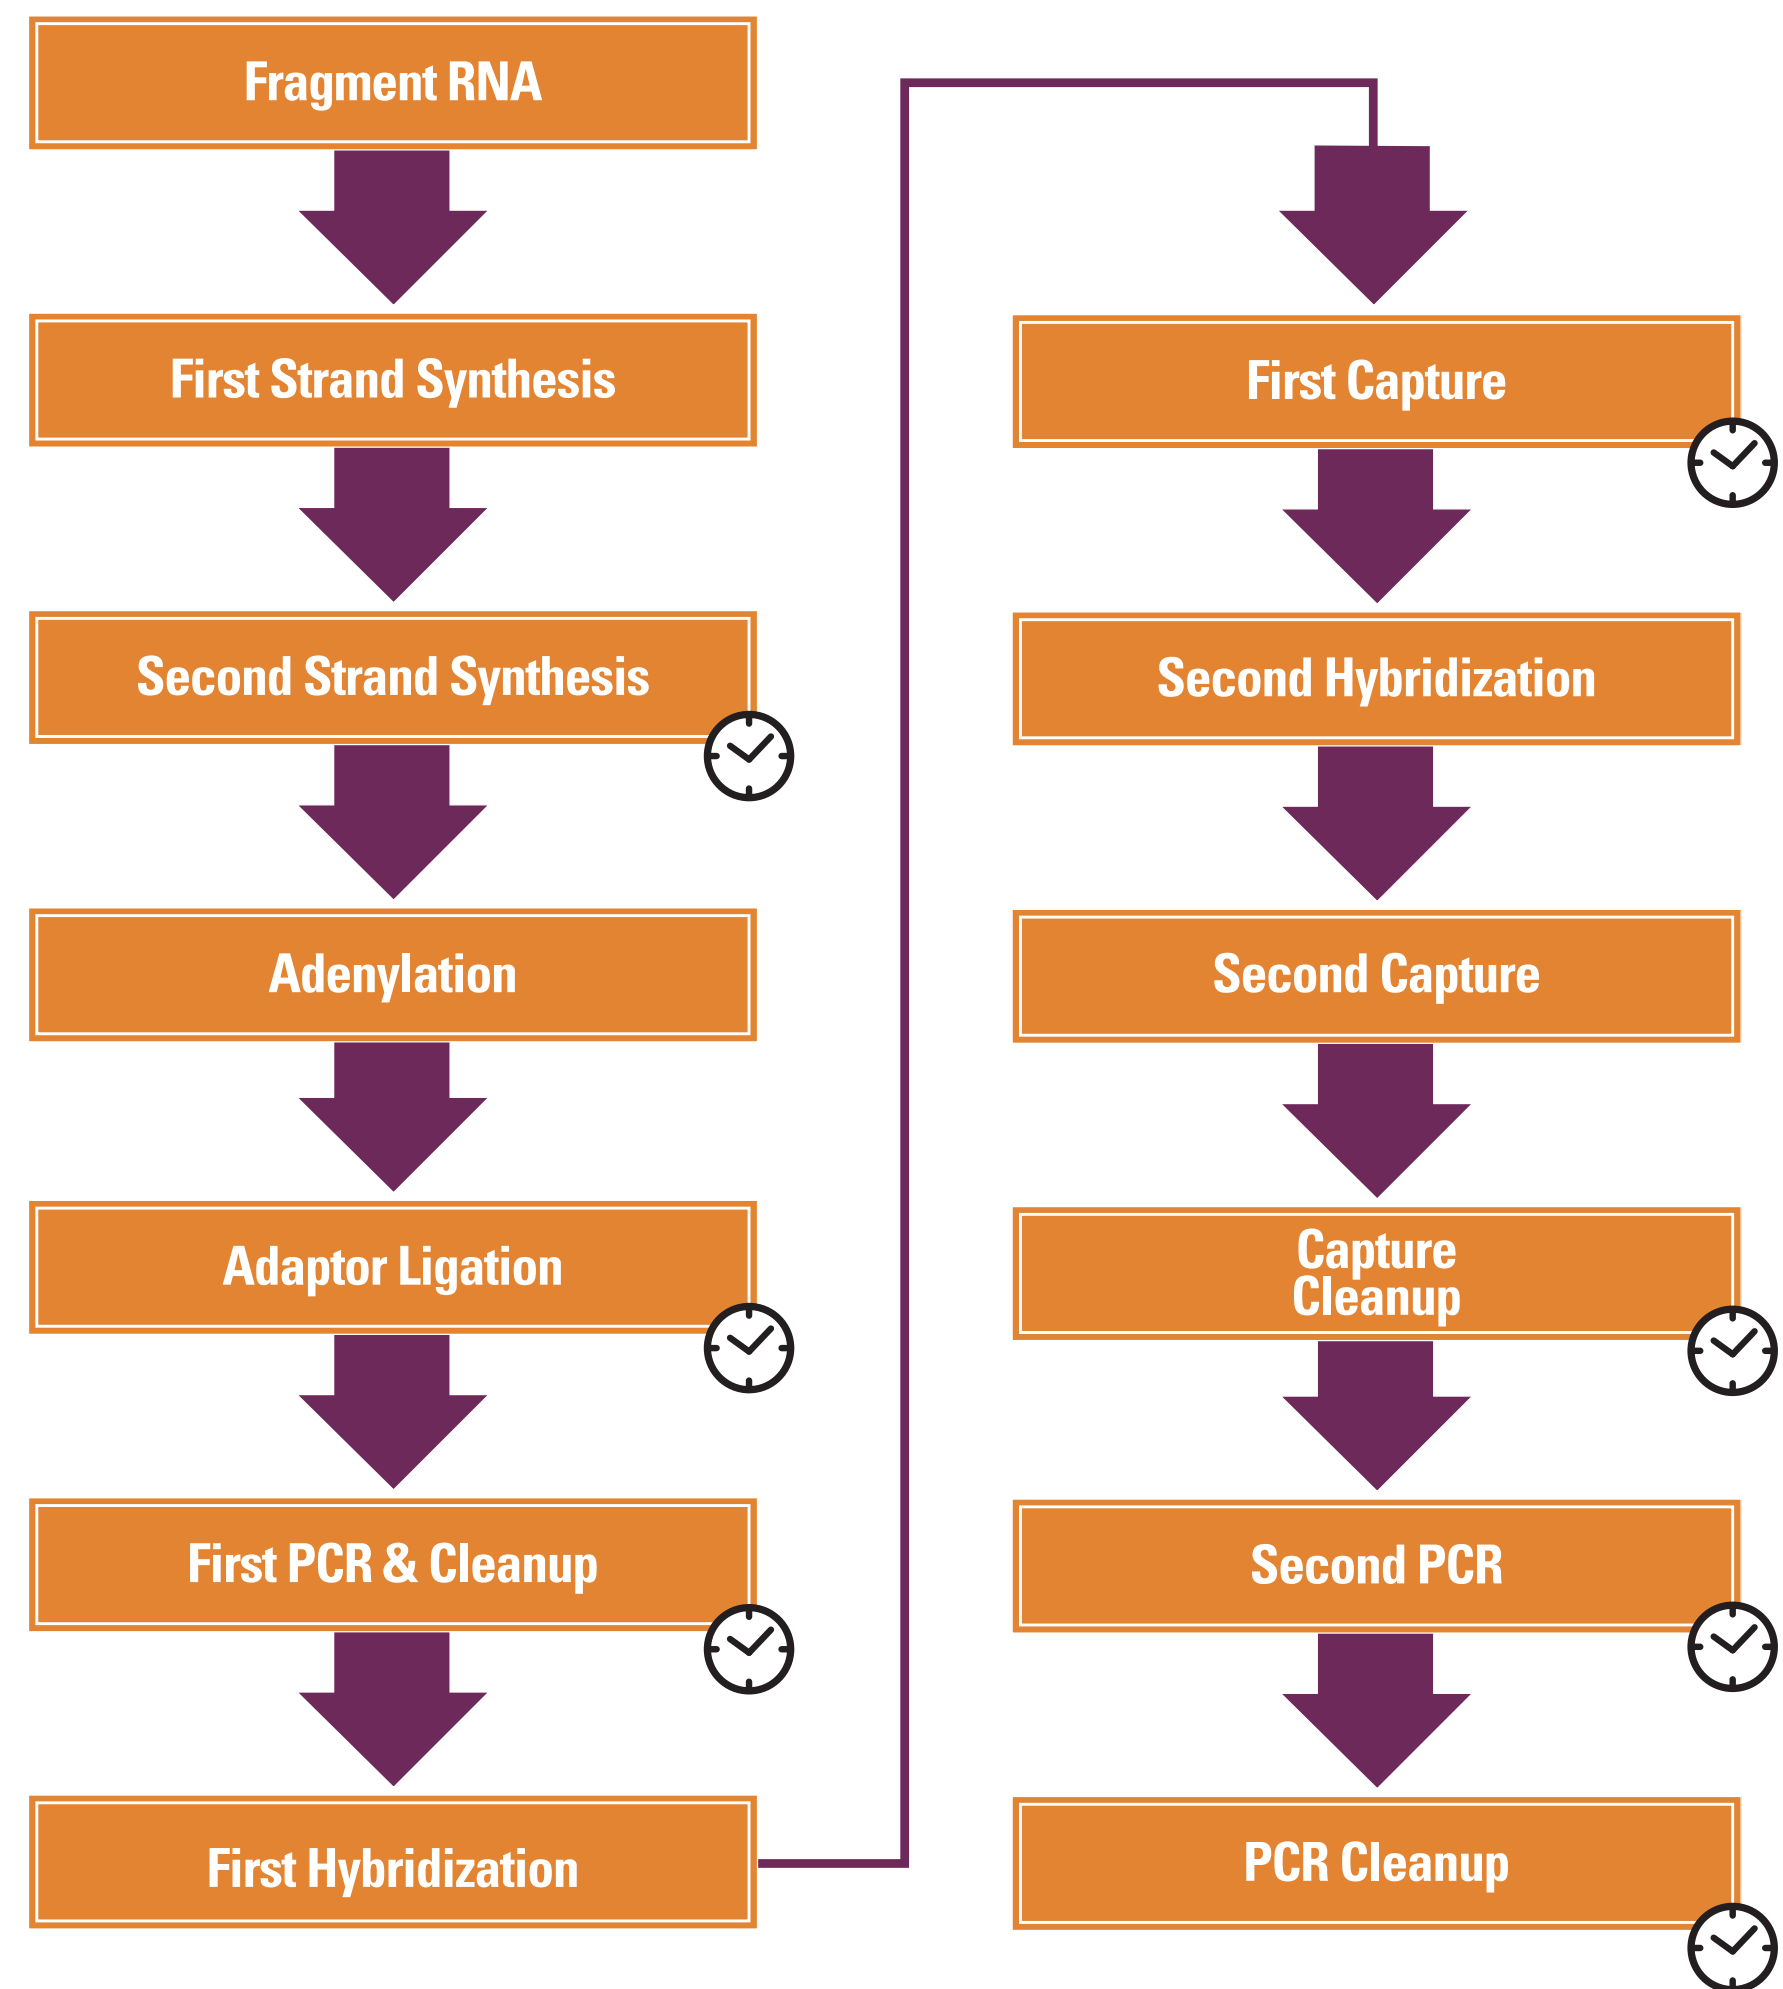 Fragment RNA
First Strand Synthesis
Second Strand Synthesis
Adenylation
Adaptor Ligation
First PCR & Cleanup
First Hybridization
First Capture
Second Hybridization
Second Capture
Capture
Cleanup
Second PCR
PCR Cleanup